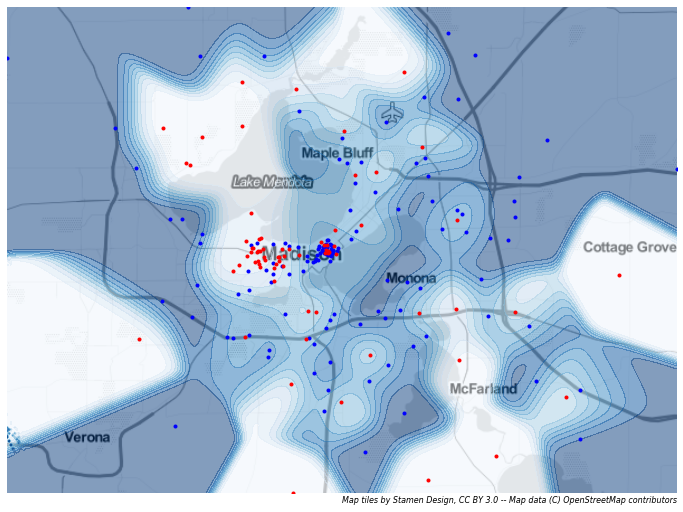 Maple Bluff
Lake Mendota
Madison
Cottage Grove
Monona
McFarland
Verona
Map tiles by Stamen Design, CC BY 3.0 -- Map data (C) OpenStreetMap contributors